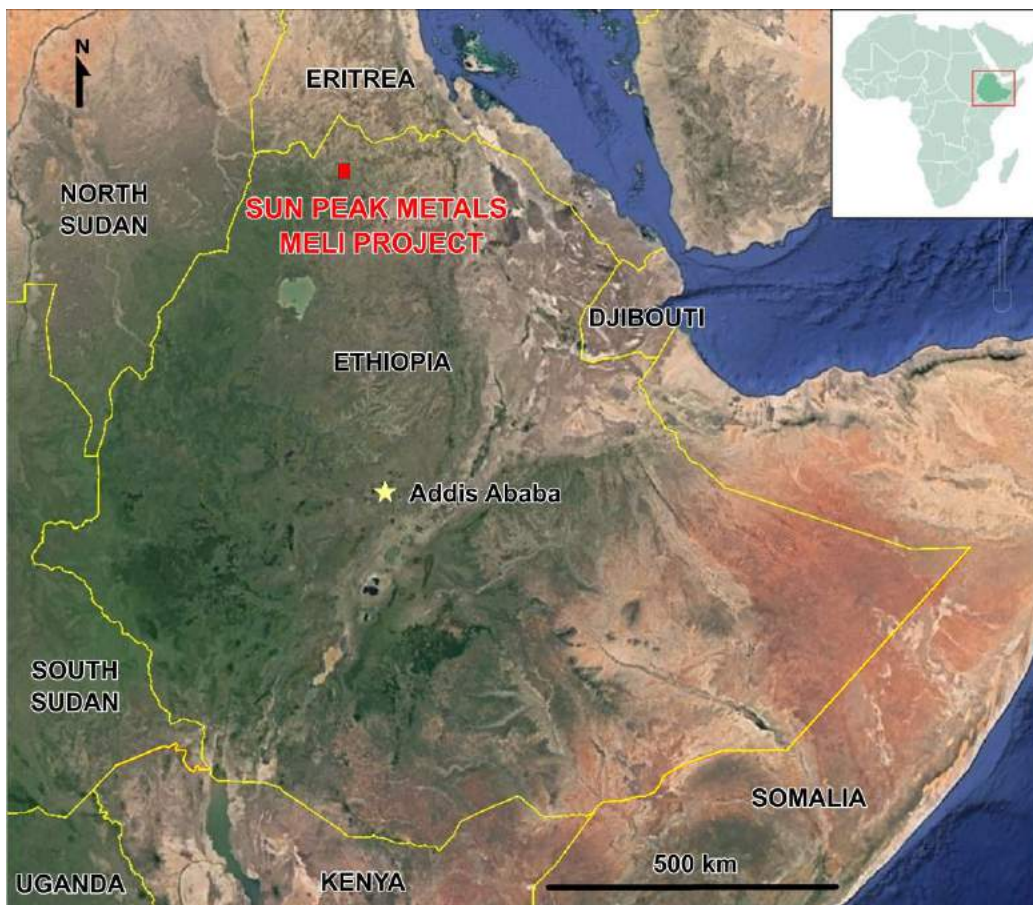 N
ERITREA
NORTH
SUDAN
SUN PEAK METALS
MELI PROJECT
DJIBOUTI
ETHIOPIA
Addis Ababa
SOUTH
SUDAN
SOMALIA
500 km
UGANDA
KENYA